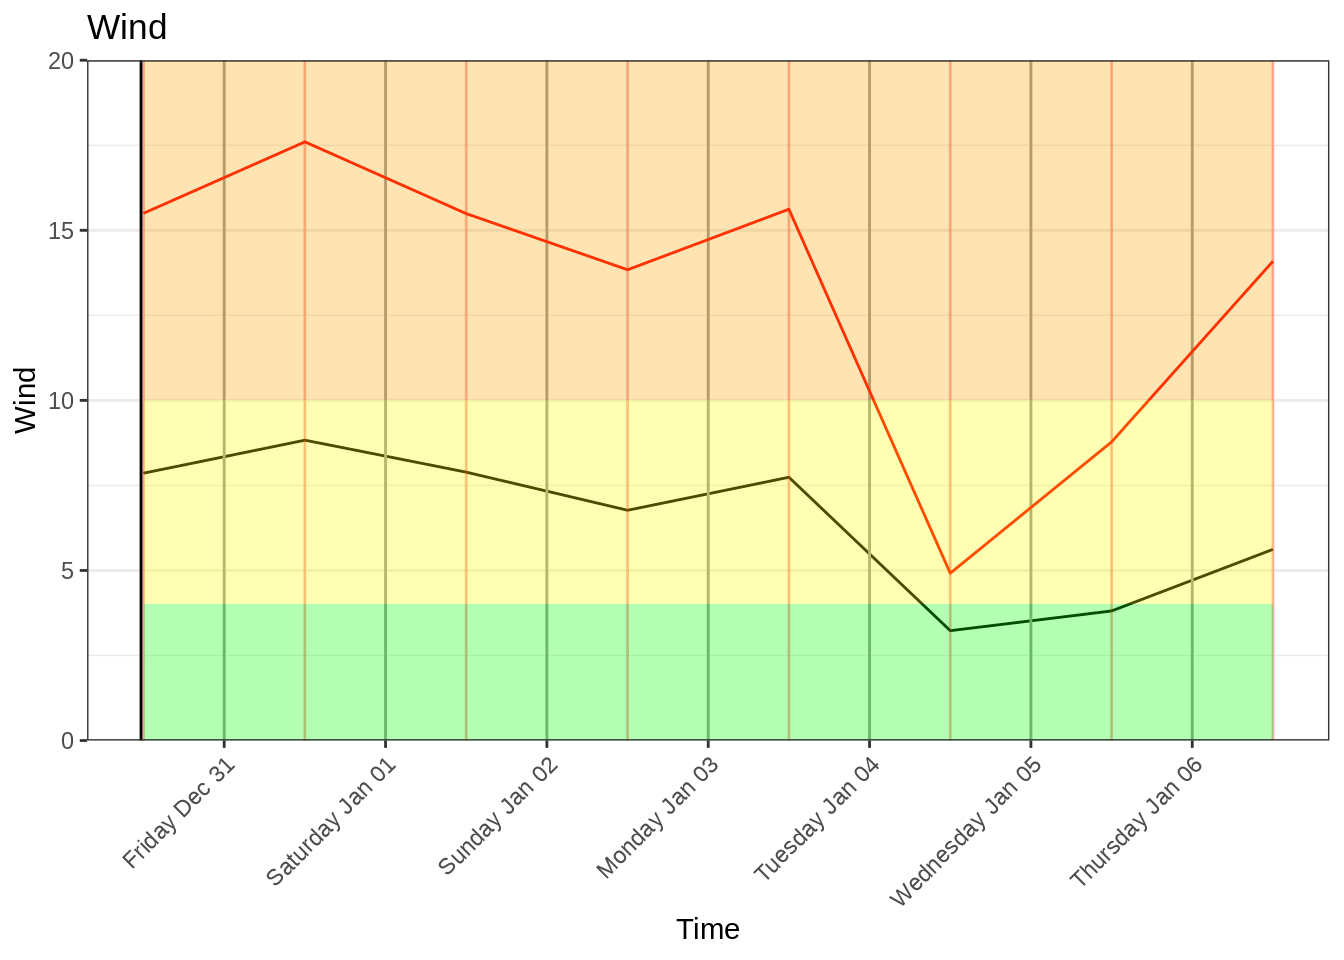 Wind
20
15
10
5
0
Wind
Friday Dec 31
Saturday Jan 01
Sunday Jan 02
Monday Jan 03
Tuesday Jan 04
Wednesday Jan 05
Thursday Jan 06
Time